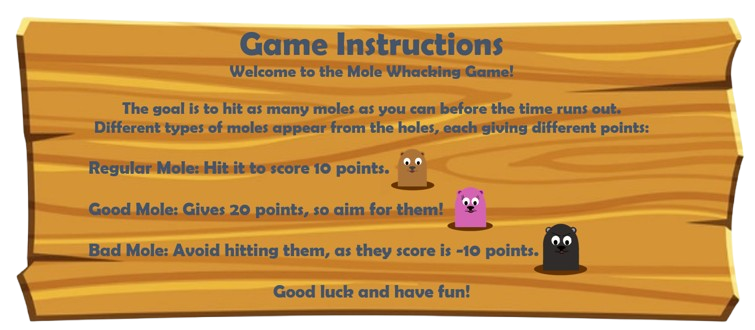 Game Instructions
Welcome to the Mole Whacking Game!
The goal is to hit as many moles as you can before the time runs out.
Different types of moles appear from the holes, each giving different points:
Regular Mole: Hit it to score 10 points.
Good Mole: Gives 20 points, so aim for them!
Bad Mole: Avoid hitting them, as they score is -10 points.
Good luck and have fun!